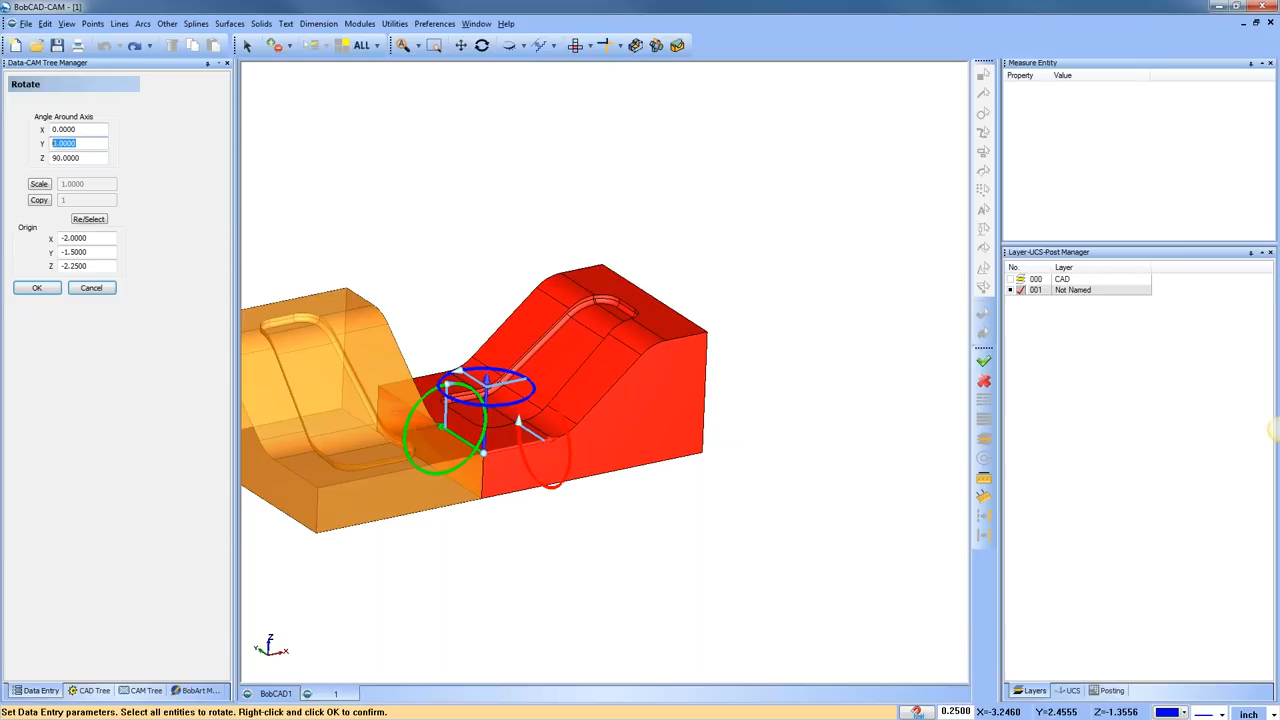 BobCAD-CAM - [1]
File Edit View Points Lines Arcs Other Splines Surfaces Solids Text Dimension Modules Utilities Preferences Window Help
ALL
Data-CAM Tree Manager
Rotate
Angle Around Axis
X 0.0000
Y 0.0000
Z 90.0000
Scale 1.0000
Copy 1
Re/Select
Origin
X -2.0000
Y -1.5000
Z -2.2500
OK Cancel
Z
Y X
Data Entry CAD Tree CAM Tree BobArt M...
BobCAD1 1
Measure Entity
Property Value
Layer-UCS-Post Manager
No. Layer
000 CAD
001 Not Named
Layers UCS Posting
Set Data Entry parameters. Select all entities to rotate. Right-click and click OK to confirm.
0.2500 X=-3.2460 Y=2.4555 Z=-1.3556 inch